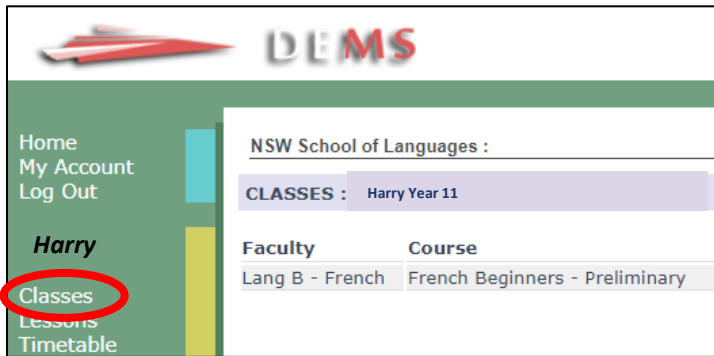 DEMS
Home
My Account
Log Out
Harry
Classes
Lessons
Timetable
NSW School of Languages :
CLASSES : Harry Year 11
Faculty Course
Lang B - French French Beginners - Preliminary